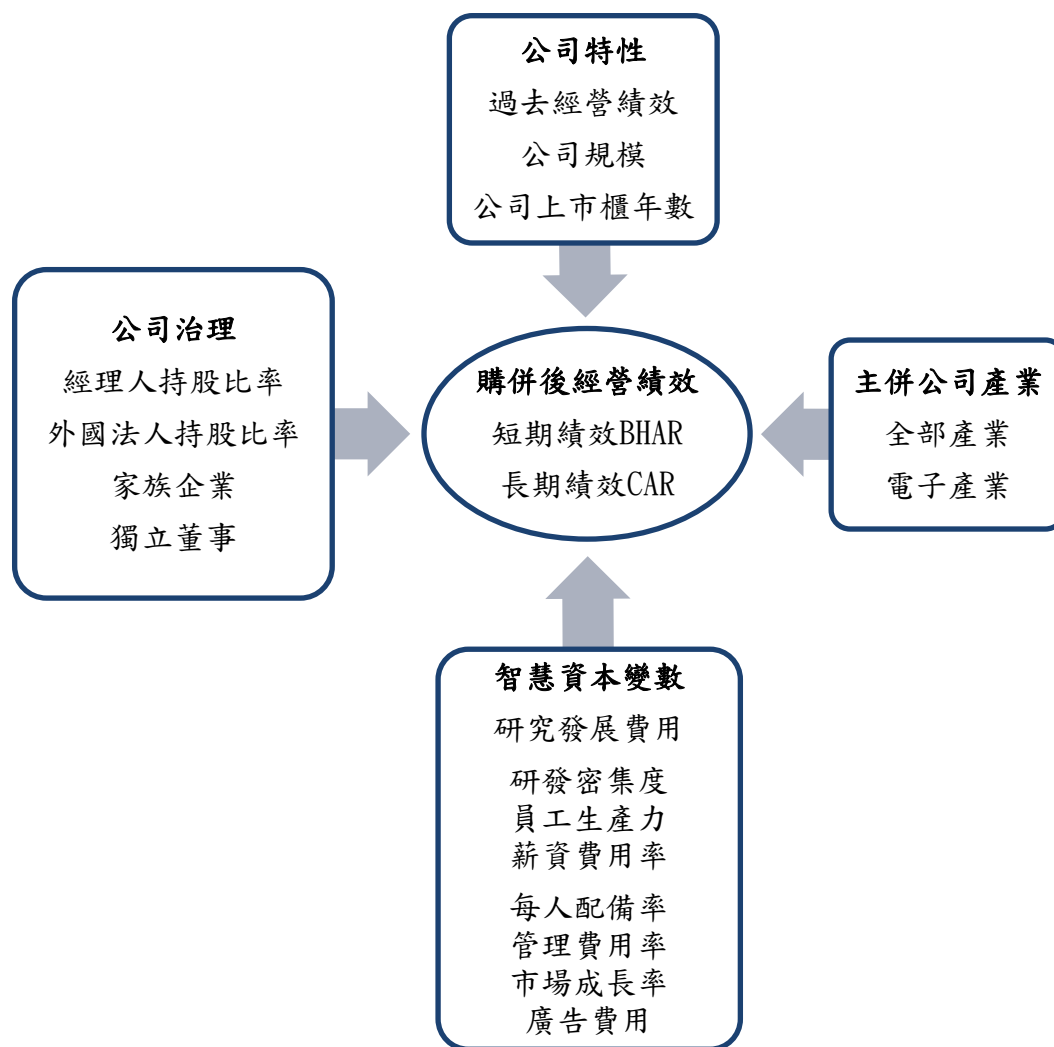 公司特性
過去經營績效
公司規模
公司上市櫃年數
公司治理
經理人持股比率
外國法人持股比率
家族企業
獨立董事
購併後經營績效
短期績效BHAR
長期績效CAR
主併公司產業
全部產業
電子產業
智慧資本變數
研究發展費用
研發密集度
員工生產力
薪資費用率
每人配備率
管理費用率
市場成長率
廣告費用